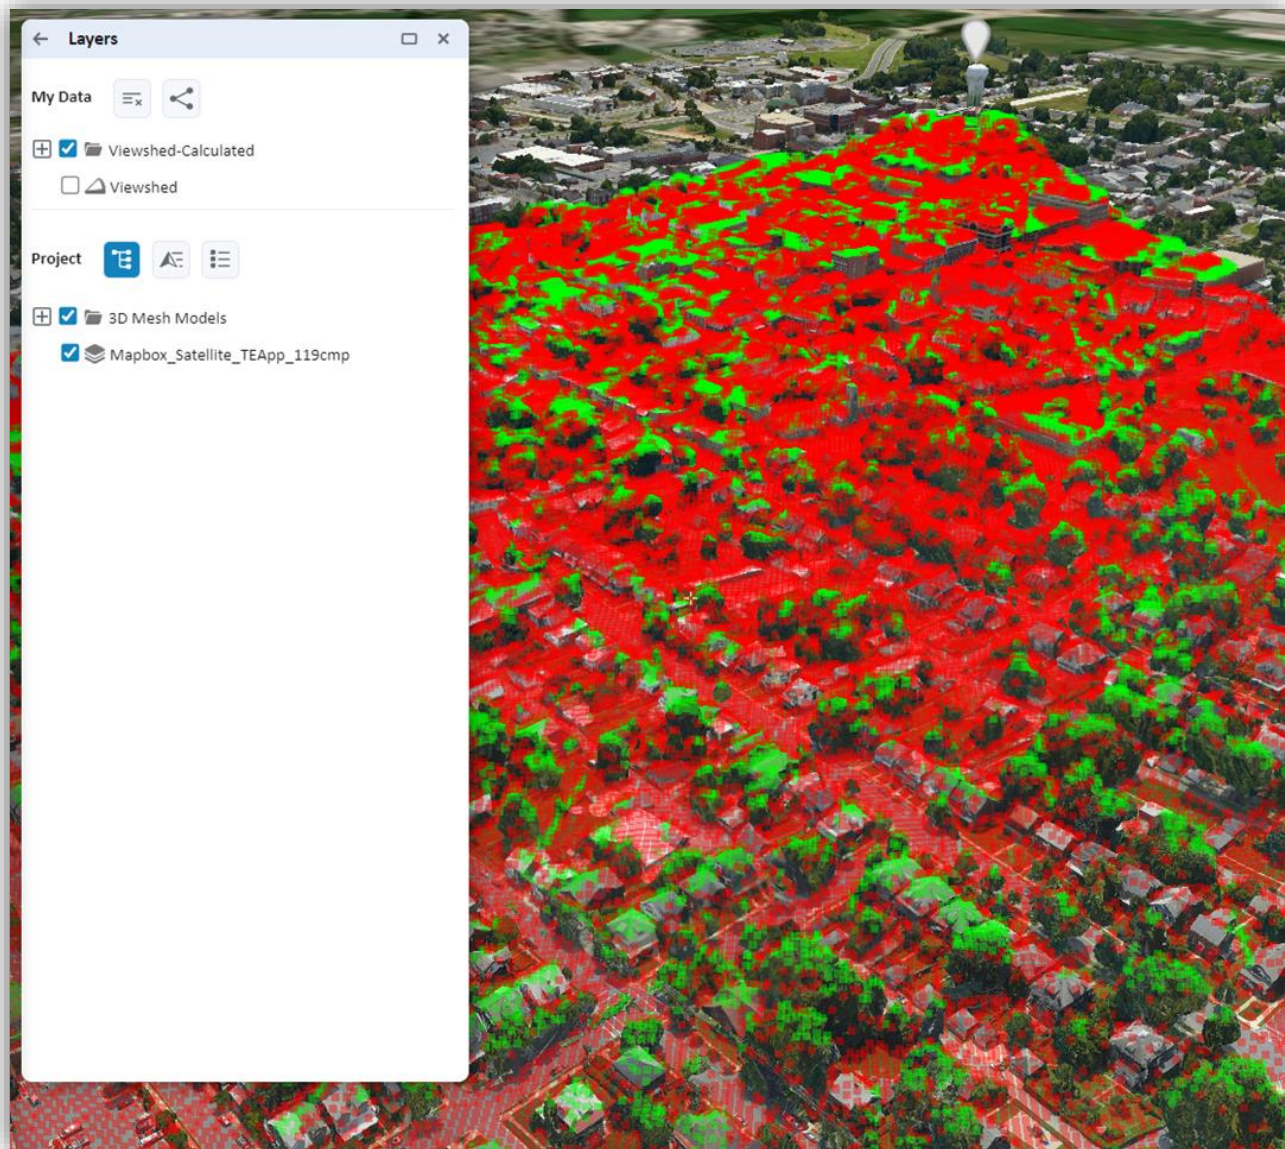 Layers
My Data
Viewshed-Calculated
Viewshed
Project
3D Mesh Models
Mapbox_Satellite_TEApp_119cmp